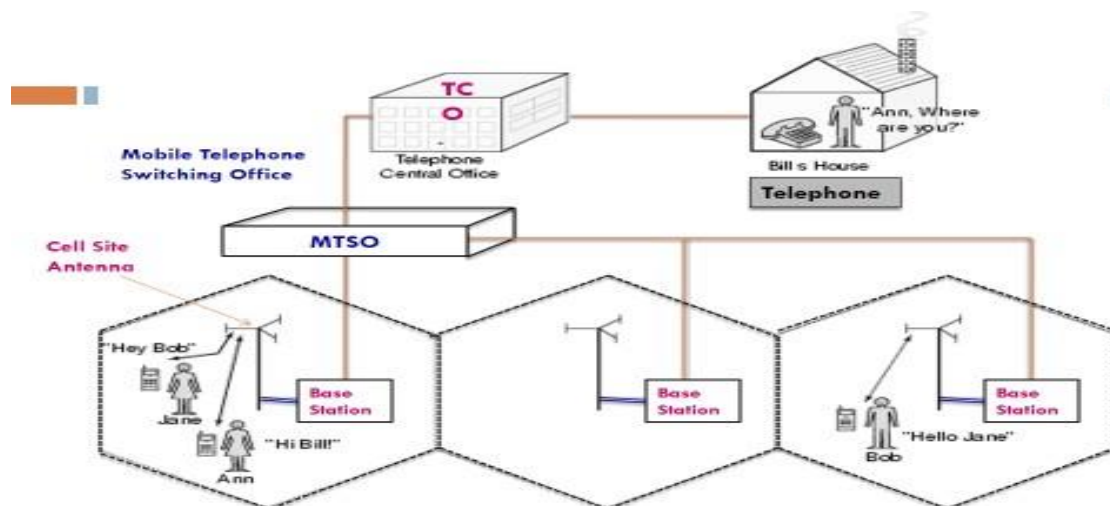 TC
O
Telephone
Central Office
"Ann, Where
are you?"
Bill s House
Telephone
Mobile Telephone
Switching Office
MTSO
Cell Site
Antenna
"Hey Bob"
Jane
"Hi Bill!"
Ann
Base
Station
Base
Station
Base
Station
"Hello Jane"
Bob